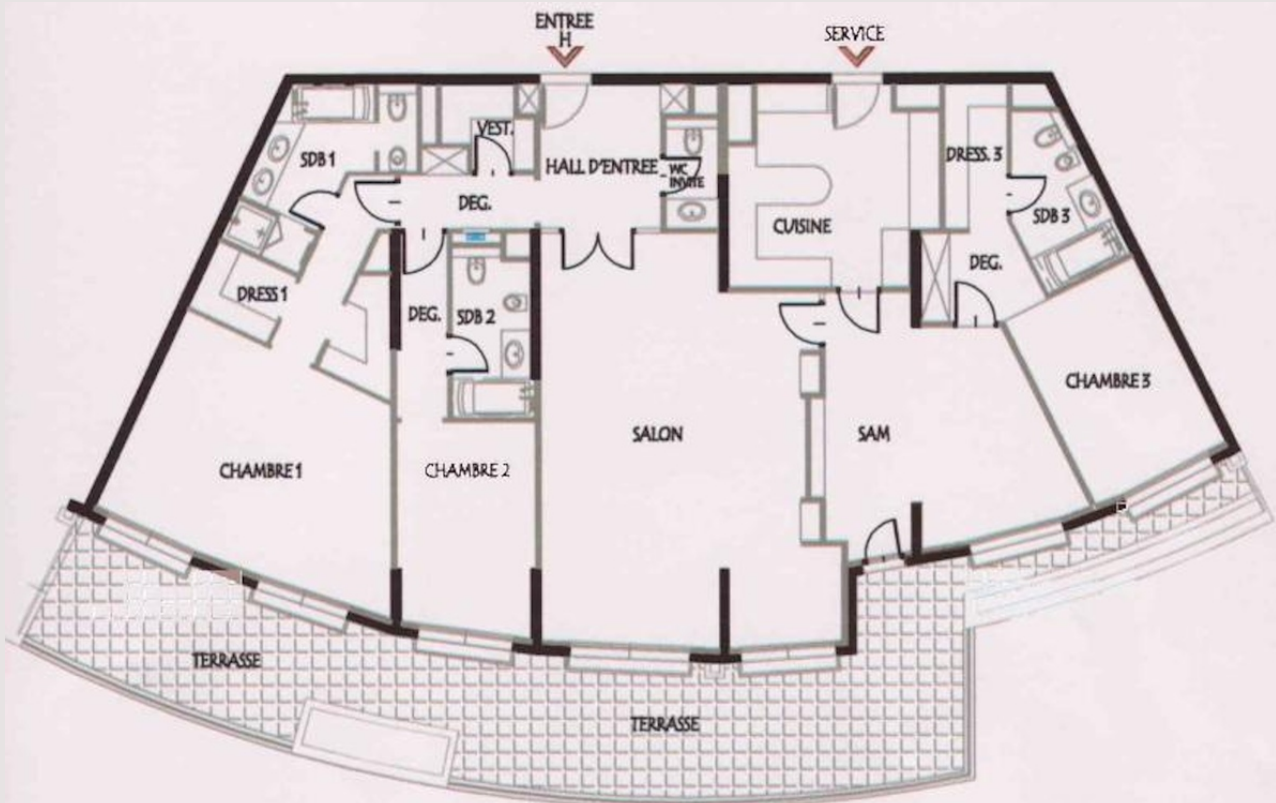 ENTREE
H
SERVICE
SDB 1
VEST.
HALL D'ENTREE
WC
INVITE
DRESS. 3
DEG.
CUISINE
SDB 3
DEG.
DRESS 1
DEG.
SDB 2
CHAMBRE 3
SALON
SAM
CHAMBRE 1
CHAMBRE 2
TERRASSE
TERRASSE